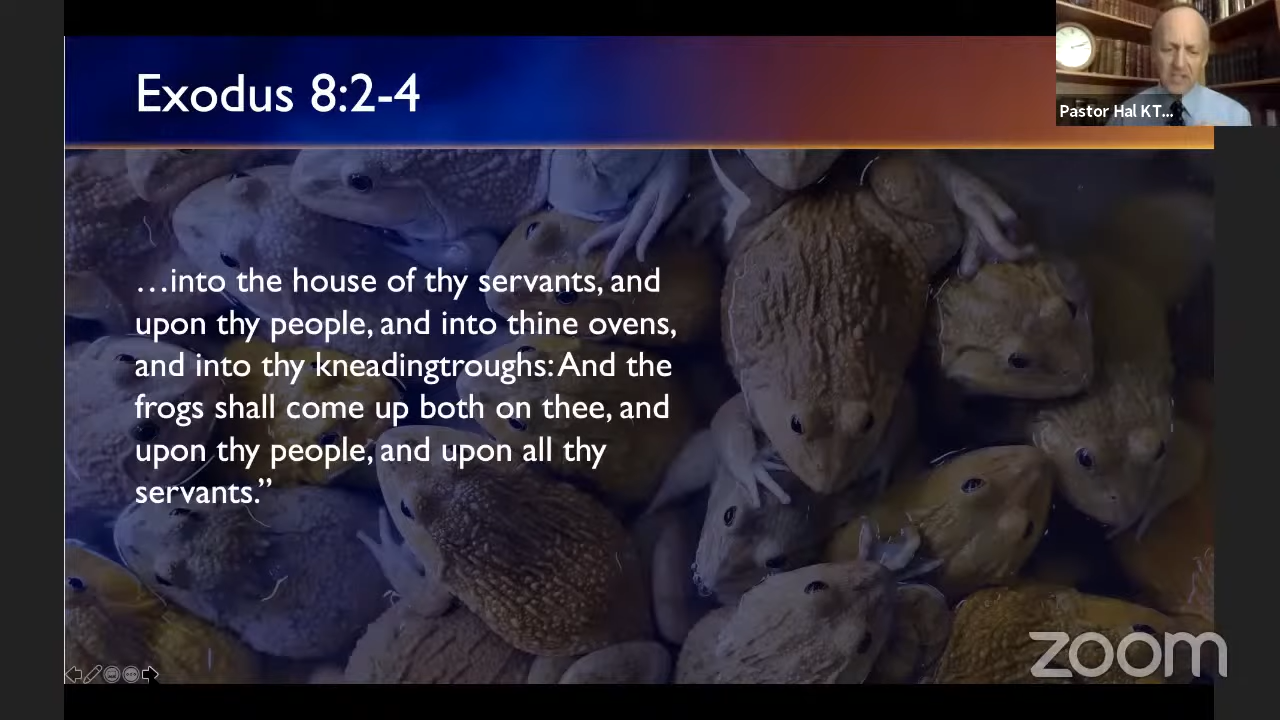 Exodus 8:2-4
Pastor Hal KT...
…into the house of thy servants, and
upon thy people, and into thine ovens,
and into thy kneadingtroughs: And the
frogs shall come up both on thee, and
upon thy people, and upon all thy
servants.”
zoom